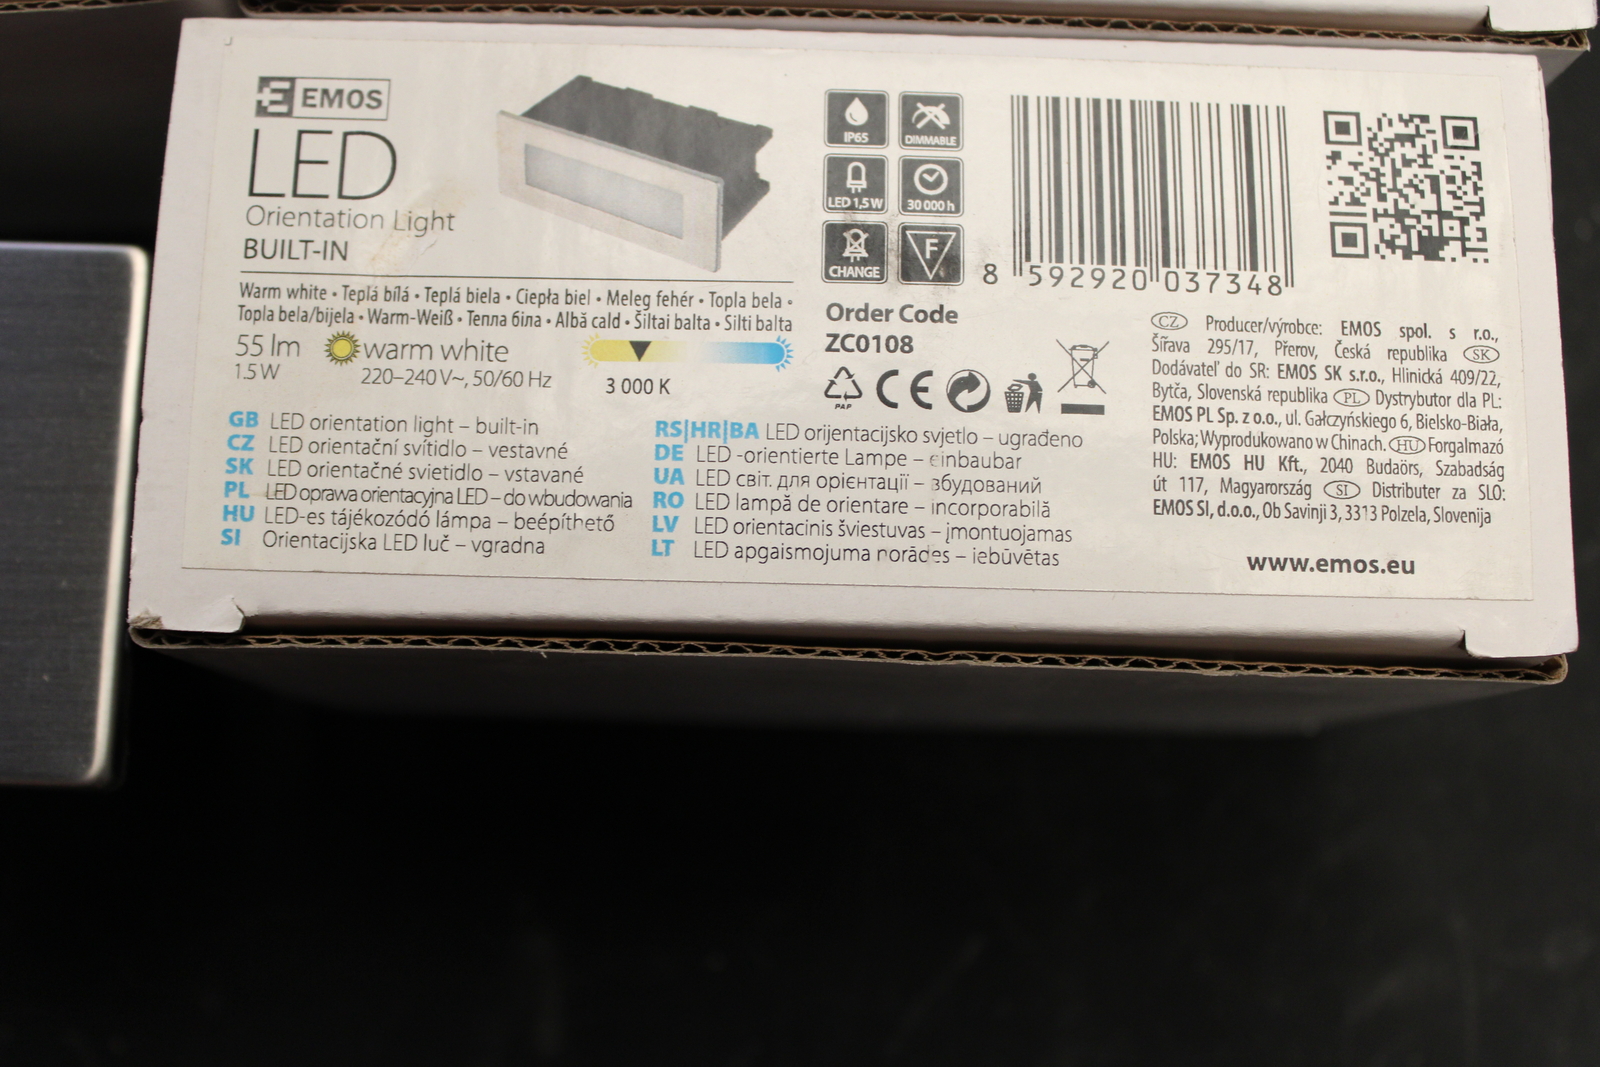 EMOS
LED
Orientation Light
BUILT-IN
Warm white • Teplá bílá • Teplá biela • Ciepła biel • Meleg fehér • Topla bela •
Topla bela/bijela • Warm-Weiß • Тепла біла • Albă cald • Šiltai balta • Silti balta
55 lm
1.5 W
warm white
220–240 V~, 50/60 Hz
3 000 K
IP65
DIMMABLE
LED 1,5 W
30 000 h
CHANGE
F
8 592920 037348
Order Code
ZC0108
PAP
CE
GB LED orientation light – built-in
CZ LED orientační svítidlo – vestavné
SK LED orientačné svietidlo – vstavané
PL LED oprawa orientacyjna LED – do wbudowania
HU LED-es tájékozódó lámpa – beépíthető
SI Orientacijska LED luč – vgradna
RS|HR|BA LED orijentacijsko svjetlo – ugrađeno
DE LED -orientierte Lampe – einbaubar
UA LED світ. для орієнтації – збудований
RO LED lampă de orientare – incorporabilă
LV LED orientacinis šviestuvas – įmontuojamas
LT LED apgaismojuma norādes – iebūvētas
CZ Producer/výrobce: EMOS spol. s r.o.,
Šířava 295/17, Přerov, Česká republika SK
Dodávateľ do SR: EMOS SK s.r.o., Hlinická 409/22,
Bytča, Slovenská republika PL Dystrybutor dla PL:
EMOS PL Sp. z o.o., ul. Gałczyńskiego 6, Bielsko-Biała,
Polska; Wyprodukowano w Chinach. HU Forgalmazó
HU: EMOS HU Kft., 2040 Budaörs, Szabadság
út 117, Magyarország SI Distributer za SLO:
EMOS SI, d.o.o., Ob Savinji 3, 3313 Polzela, Slovenija
www.emos.eu